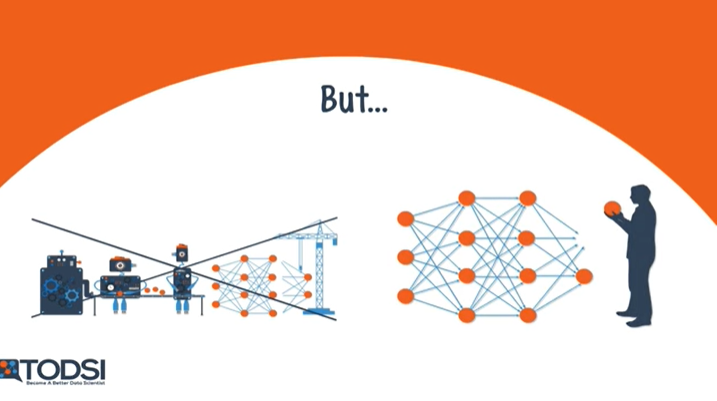 But...
TODSI
Become A Better Data Scientist